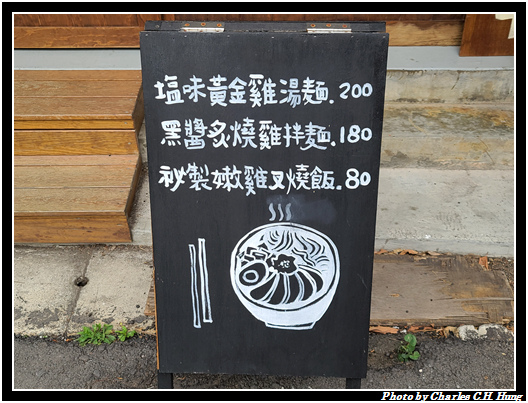 塩味黃金雞湯麵.200
黑醬炙燒雞拌麵.180
祕製嫩雞叉燒飯.80
Photo by Charles C.H. Hung